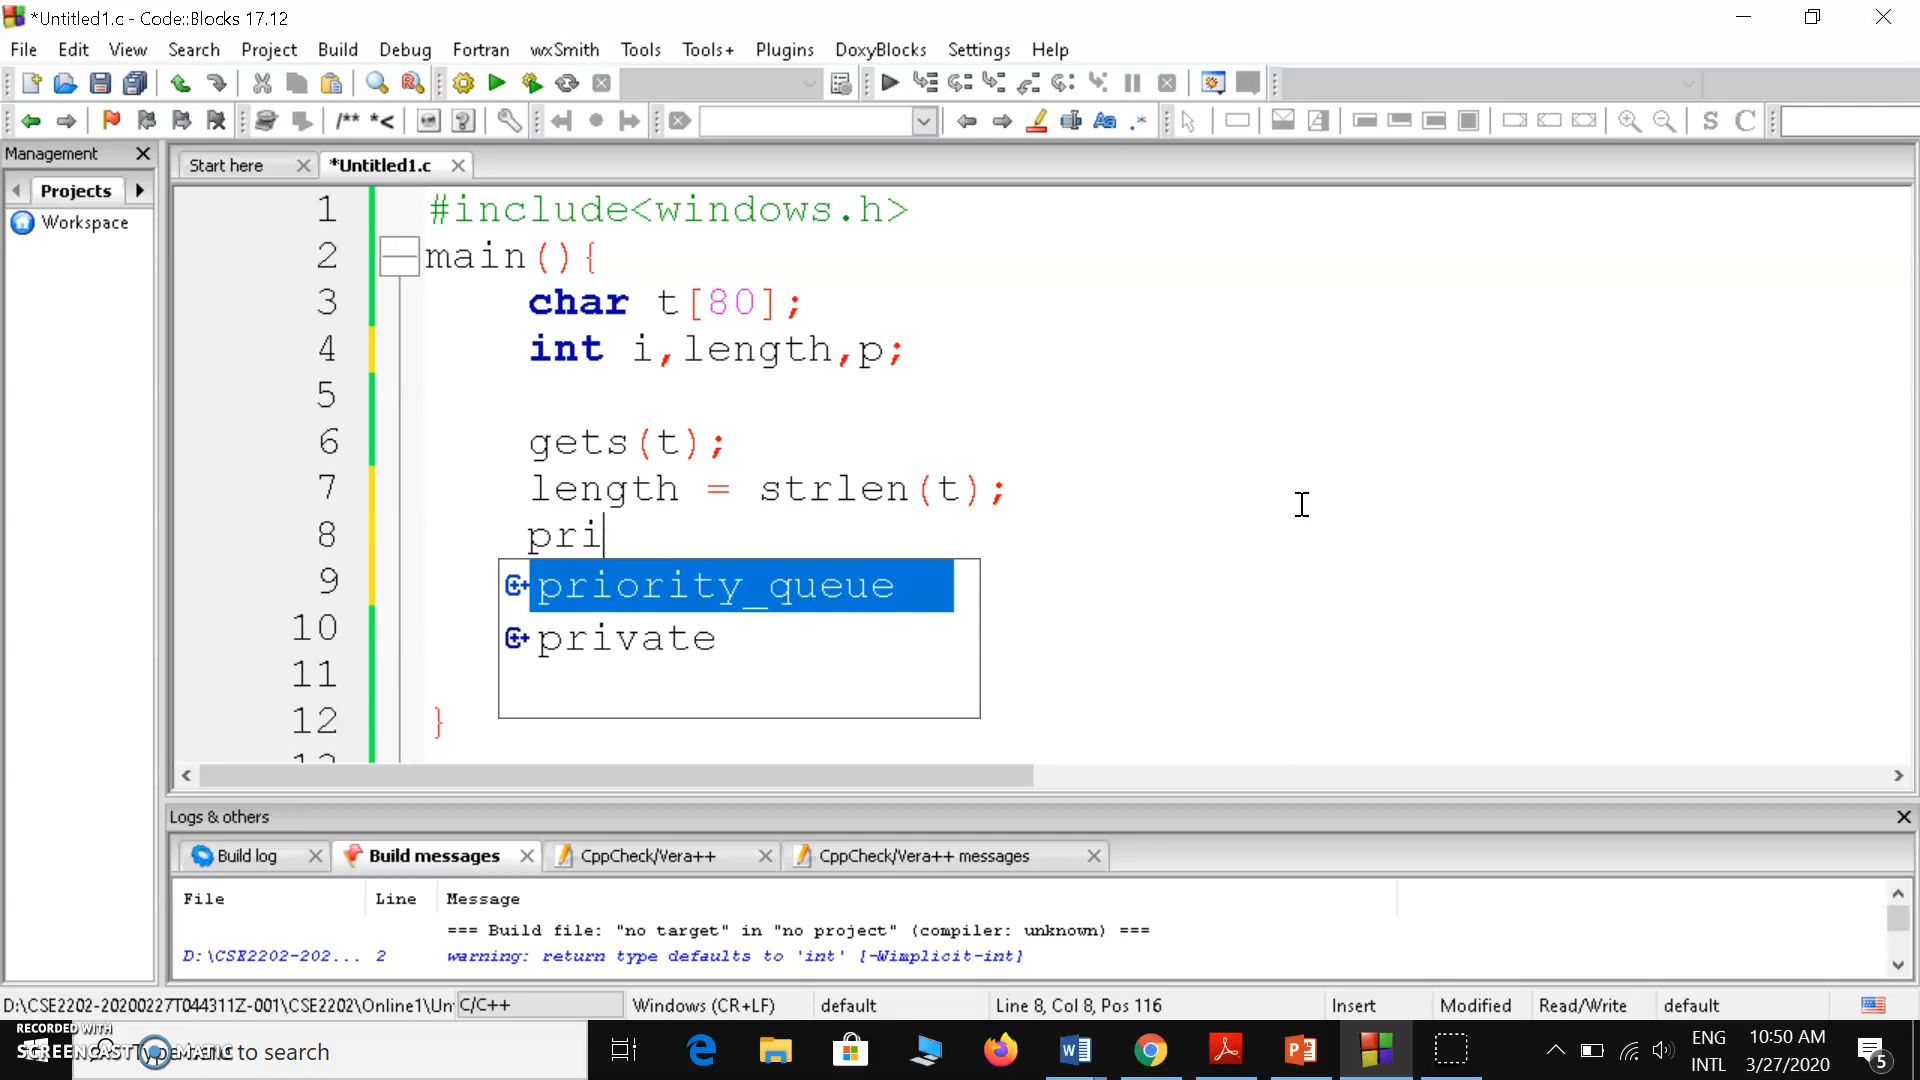 *Untitled1.c - Code::Blocks 17.12
File Edit View Search Project Build Debug Fortran wxSmith Tools Tools+ Plugins DoxyBlocks Settings Help
/** *<
S C
Management
Start here *Untitled1.c
Projects
Workspace
1 #include<windows.h>
2 main(){
3 char t[80];
4 int i,length,p;
5
6 gets(t);
7 length = strlen(t);
8 pri
9 priority_queue
10 private
11
12 }
Logs & others
Build log Build messages CppCheck/Vera++ CppCheck/Vera++ messages
File Line Message
=== Build file: "no target" in "no project" (compiler: unknown) ===
D:\CSE2202-202... 2 warning: return type defaults to 'int' [-Wimplicit-int]
D:\CSE2202-20200227T044311Z-001\CSE2202\Online1\Un C/C++ Windows (CR+LF) default Line 8, Col 8, Pos 116 Insert Modified Read/Write default
RECORDED WITH
SCREENCAST MATIC
to search
ENG
INTL
10:50 AM
3/27/2020
5